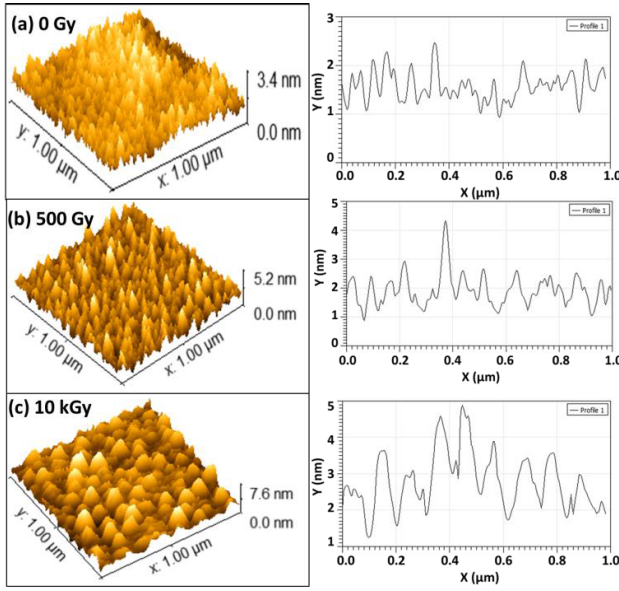 (a) 0 Gy
3.4 nm
0.0 nm
y: 1.00 µm
x: 1.00 µm
Profile 1
Y (nm)
3
2
1
0
0.0 0.2 0.4 0.6 0.8 1.0
X (µm)
(b) 500 Gy
5.2 nm
0.0 nm
y: 1.00 µm
x: 1.00 µm
Profile 1
Y (nm)
5
4
3
2
1
0
0.0 0.2 0.4 0.6 0.8 1.0
X (µm)
(c) 10 kGy
7.6 nm
0.0 nm
y: 1.00 µm
x: 1.00 µm
Profile 1
Y (nm)
5
4
3
2
1
0.0 0.2 0.4 0.6 0.8 1.0
X (µm)